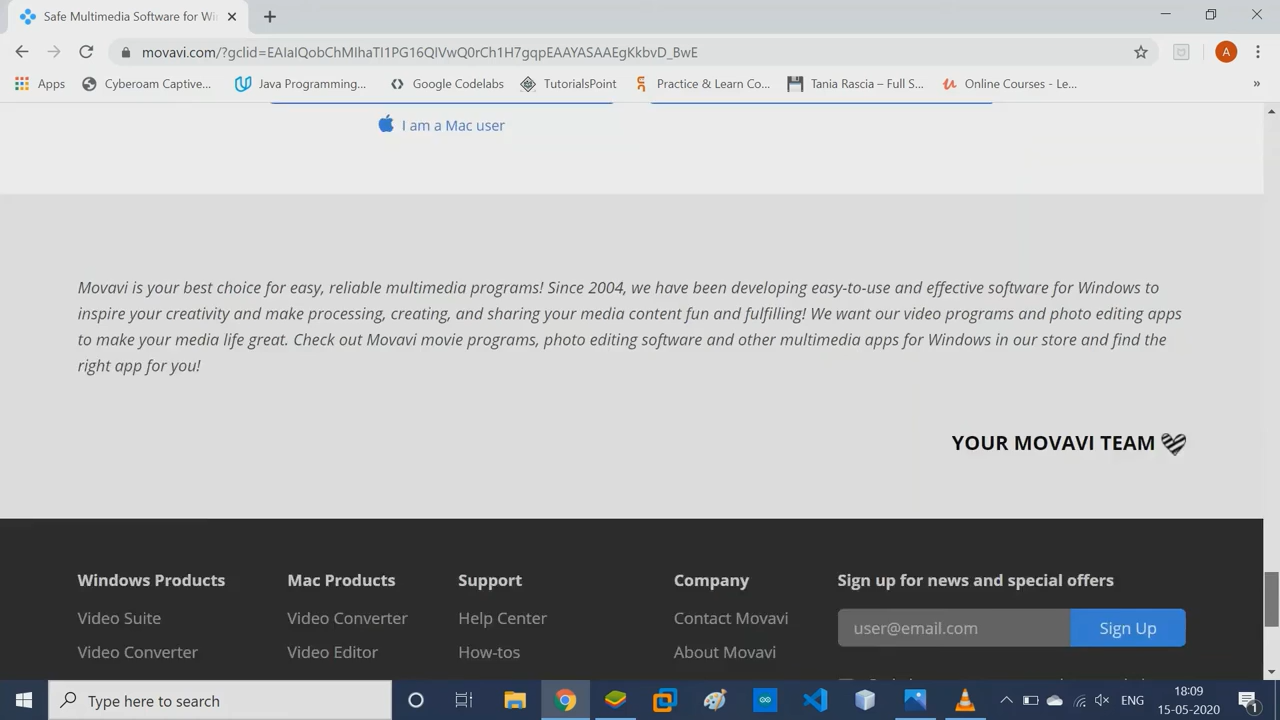 Safe Multimedia Software for Wi
movavi.com/?gclid=EAIaIQobChMIhaTI1PG16QIVwQ0rCh1H7gqpEAAYASAAEgKkbvD_BwE
A
Apps Cyberoam Captive... Java Programming... Google Codelabs TutorialsPoint Practice & Learn Co... Tania Rascia – Full S... Online Courses - Le... »
I am a Mac user
Movavi is your best choice for easy, reliable multimedia programs! Since 2004, we have been developing easy-to-use and effective software for Windows to
inspire your creativity and make processing, creating, and sharing your media content fun and fulfilling! We want our video programs and photo editing apps
to make your media life great. Check out Movavi movie programs, photo editing software and other multimedia apps for Windows in our store and find the
right app for you!
YOUR MOVAVI TEAM
Windows Products Mac Products Support Company Sign up for news and special offers
Video Suite Video Converter Help Center Contact Movavi user@email.com Sign Up
Video Converter Video Editor How-tos About Movavi
Type here to search
ENG
18:09
15-05-2020
1